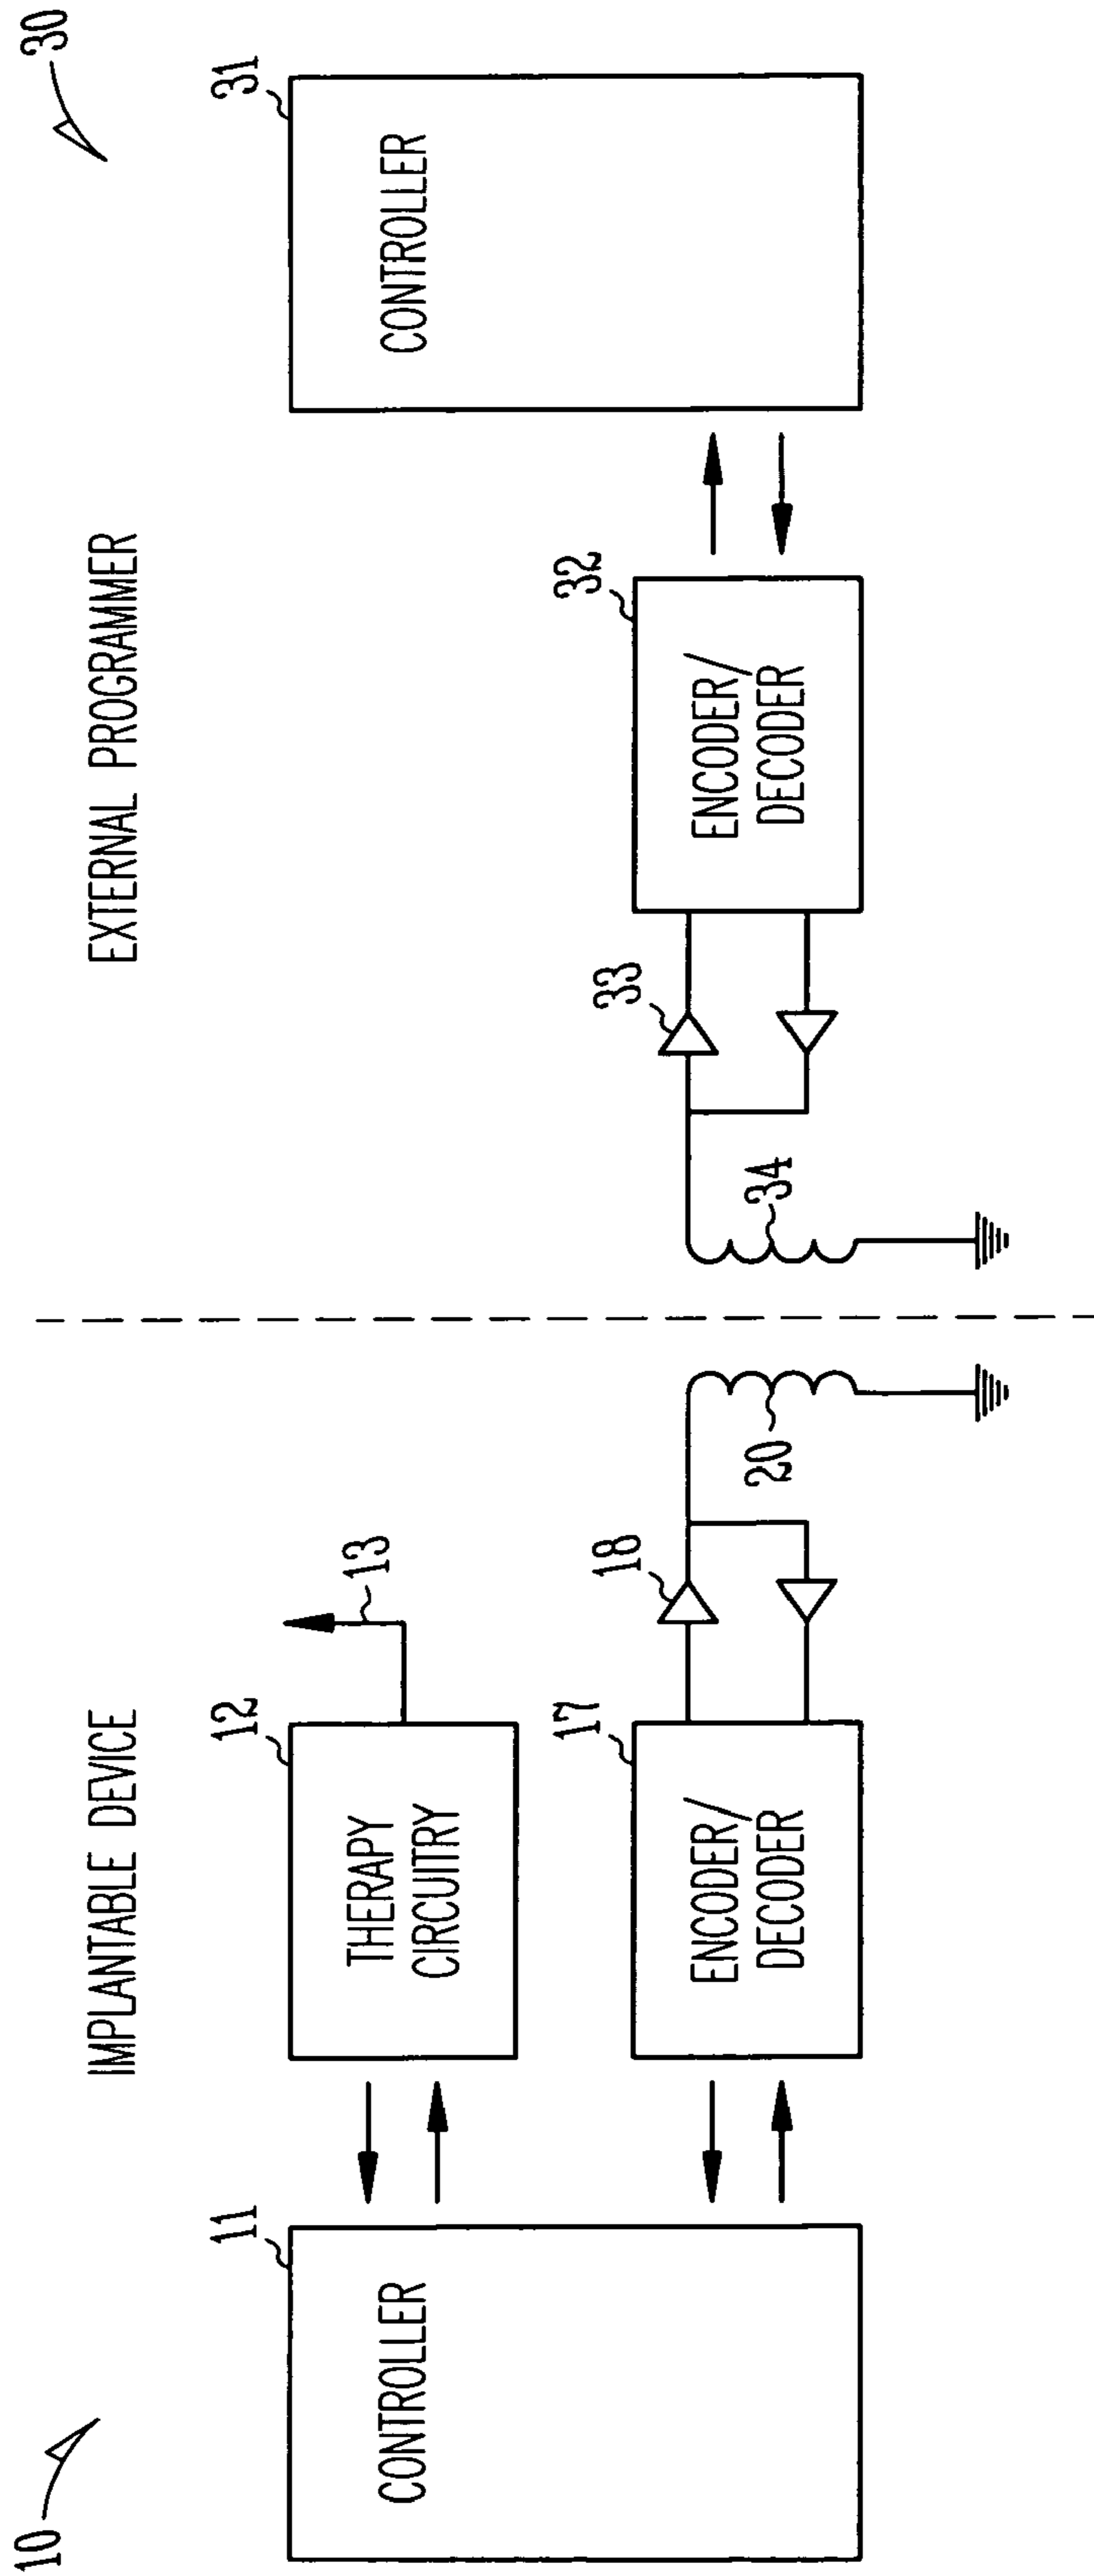 10
IMPLANTABLE DEVICE
EXTERNAL PROGRAMMER
30
11
CONTROLLER
12
THERAPY
CIRCUITRY
13
17
ENCODER/
DECODER
18
20
34
33
32
ENCODER/
DECODER
31
CONTROLLER